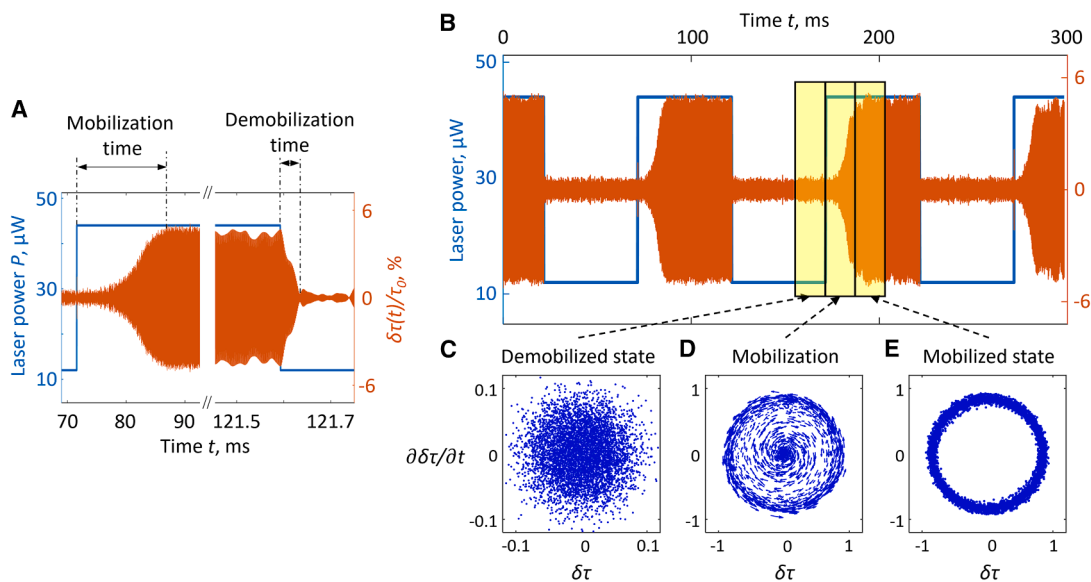 A
Mobilization
time
Demobilization
time
//
50
30
10
Laser power P, µW
6
0
-6
δτ(t)/τ₀, %
70
80
90
//
121.5
121.7
Time t, ms
B
Time t, ms
0
100
200
300
50
30
10
Laser power, µW
6
0
-6
C
Demobilized state
0.1
0
-0.1
∂δτ/∂t
-0.1
0
0.1
δτ
D
Mobilization
1
0
-1
-1
0
1
δτ
E
Mobilized state
1
0
-1
-1
0
1
δτ